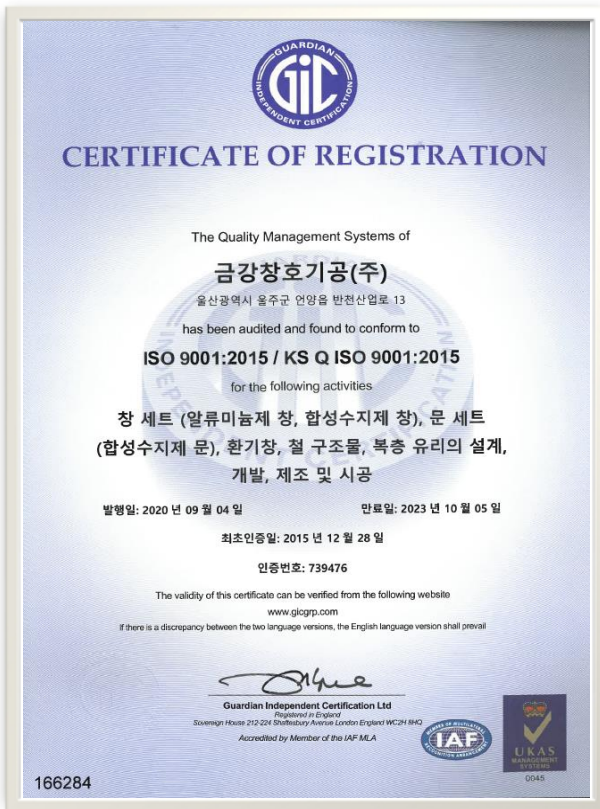 GUARDIAN
GIC
INDEPENDENT CERTIFICATION
CERTIFICATE OF REGISTRATION
The Quality Management Systems of
금강창호기공(주)
울산광역시 울주군 언양읍 반천산업로 13
has been audited and found to conform to
ISO 9001:2015 / KS Q ISO 9001:2015
for the following activities
창 세트 (알류미늄제 창, 합성수지제 창), 문 세트
(합성수지제 문), 환기창, 철 구조물, 복층 유리의 설계,
개발, 제조 및 시공
발행일: 2020 년 09 월 04 일 만료일: 2023 년 10 월 05 일
최초인증일: 2015 년 12 월 28 일
인증번호: 739476
The validity of this certificate can be verified from the following website
www.gicgrp.com
If there is a discrepancy between the two language versions, the English language version shall prevail
Guardian Independent Certification Ltd
Registered in England
Sovereign House 212-224 Shaftesbury Avenue London England WC2H 8HQ
Accredited by Member of the IAF MLA
MEMBER OF MULTILATERAL
IAF
RECOGNITION ARRANGEMENT
UKAS
MANAGEMENT
SYSTEMS
0045
166284